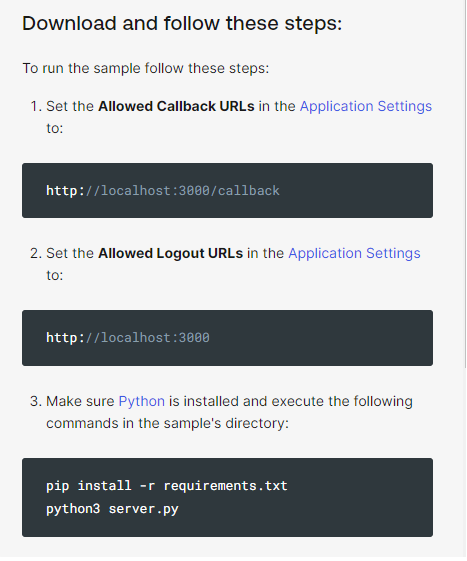 Download and follow these steps:
To run the sample follow these steps:
1. Set the Allowed Callback URLs in the Application Settings
to:
http://localhost:3000/callback
2. Set the Allowed Logout URLs in the Application Settings
to:
http://localhost:3000
3. Make sure Python is installed and execute the following
commands in the sample's directory:
pip install -r requirements.txt
python3 server.py